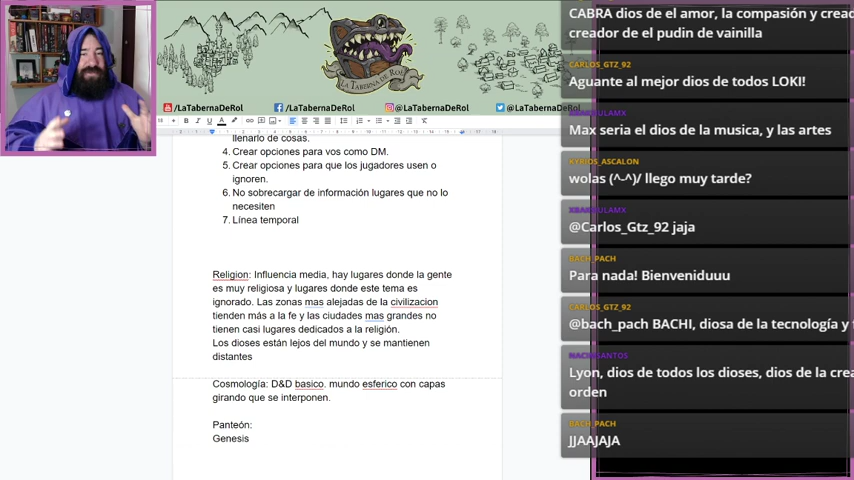 LA TABERNA DE ROL
/LaTabernaDeRol
/LaTabernaDeRol
@LaTabernaDeRol
/LaTabernaDeRol
llenarlo de cosas.
4. Crear opciones para vos como DM.
5. Crear opciones para que los jugadores usen o
ignoren.
6. No sobrecargar de información lugares que no lo
necesiten
7. Línea temporal
Religion: Influencia media, hay lugares donde la gente
es muy religiosa y lugares donde este tema es
ignorado. Las zonas mas alejadas de la civilizacion
tienden más a la fe y las ciudades mas grandes no
tienen casi lugares dedicados a la religión.
Los dioses están lejos del mundo y se mantienen
distantes
Cosmología: D&D basico. mundo esferico con capas
girando que se interponen.
Panteón:
Genesis
CABRA dios de el amor, la compasión y
creador de el pudin de vainilla
CARLOS_GTZ_92
Aguante al mejor dios de todos LOKI!
Max seria el dios de la musica, y las artes
KYRIOS_ASCALON
wolas (^-^)/ llego muy tarde?
@Carlos_Gtz_92 jaja
BACH_PACH
Para nada! Bienveniduuu
CARLOS_GTZ_92
@bach_pach BACHI, diosa de la tecnología y
Lyon, dios de todos los dioses, dios de la
orden
BACH_PACH
JJAAJAJA